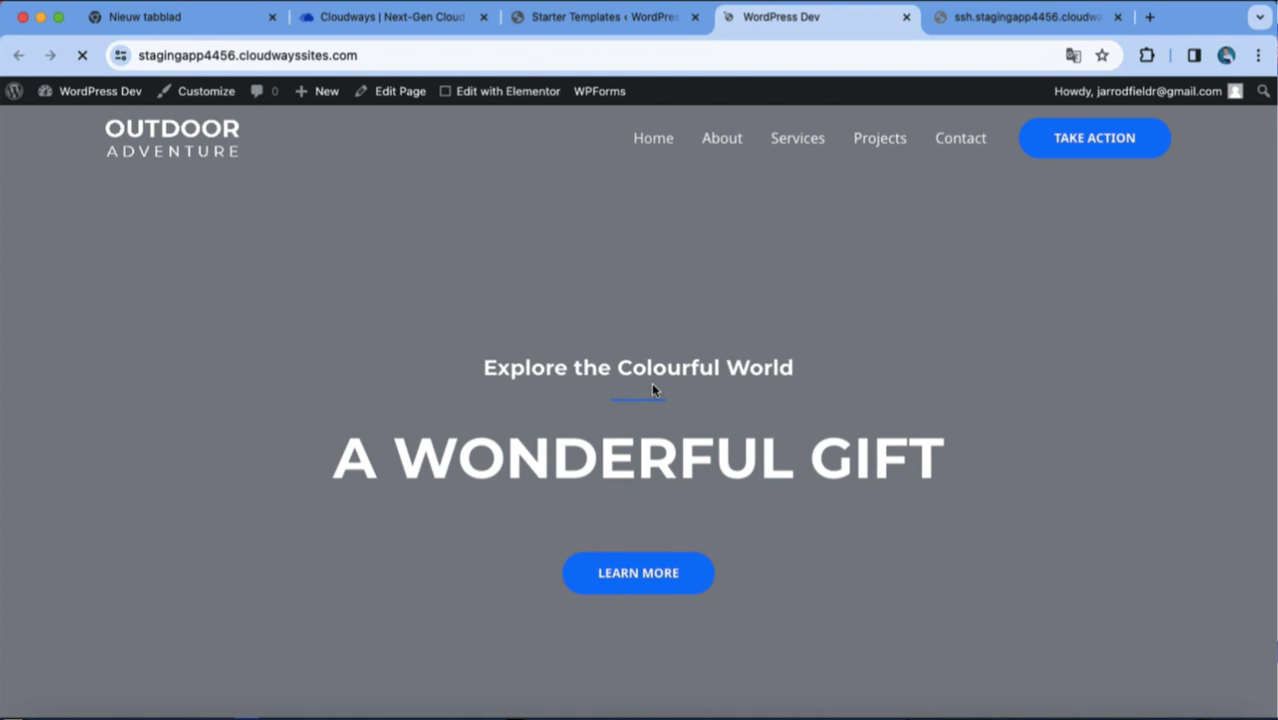 Nieuw tabblad
Cloudways | Next-Gen Cloud
Starter Templates ‹ WordPres
WordPress Dev
ssh.stagingapp4456.cloudwa
stagingapp4456.cloudwayssites.com
WordPress Dev
Customize
0
New
Edit Page
Edit with Elementor
WPForms
Howdy, jarrodfieldr@gmail.com
OUTDOOR
ADVENTURE
Home
About
Services
Projects
Contact
TAKE ACTION
Explore the Colourful World
A WONDERFUL GIFT
LEARN MORE